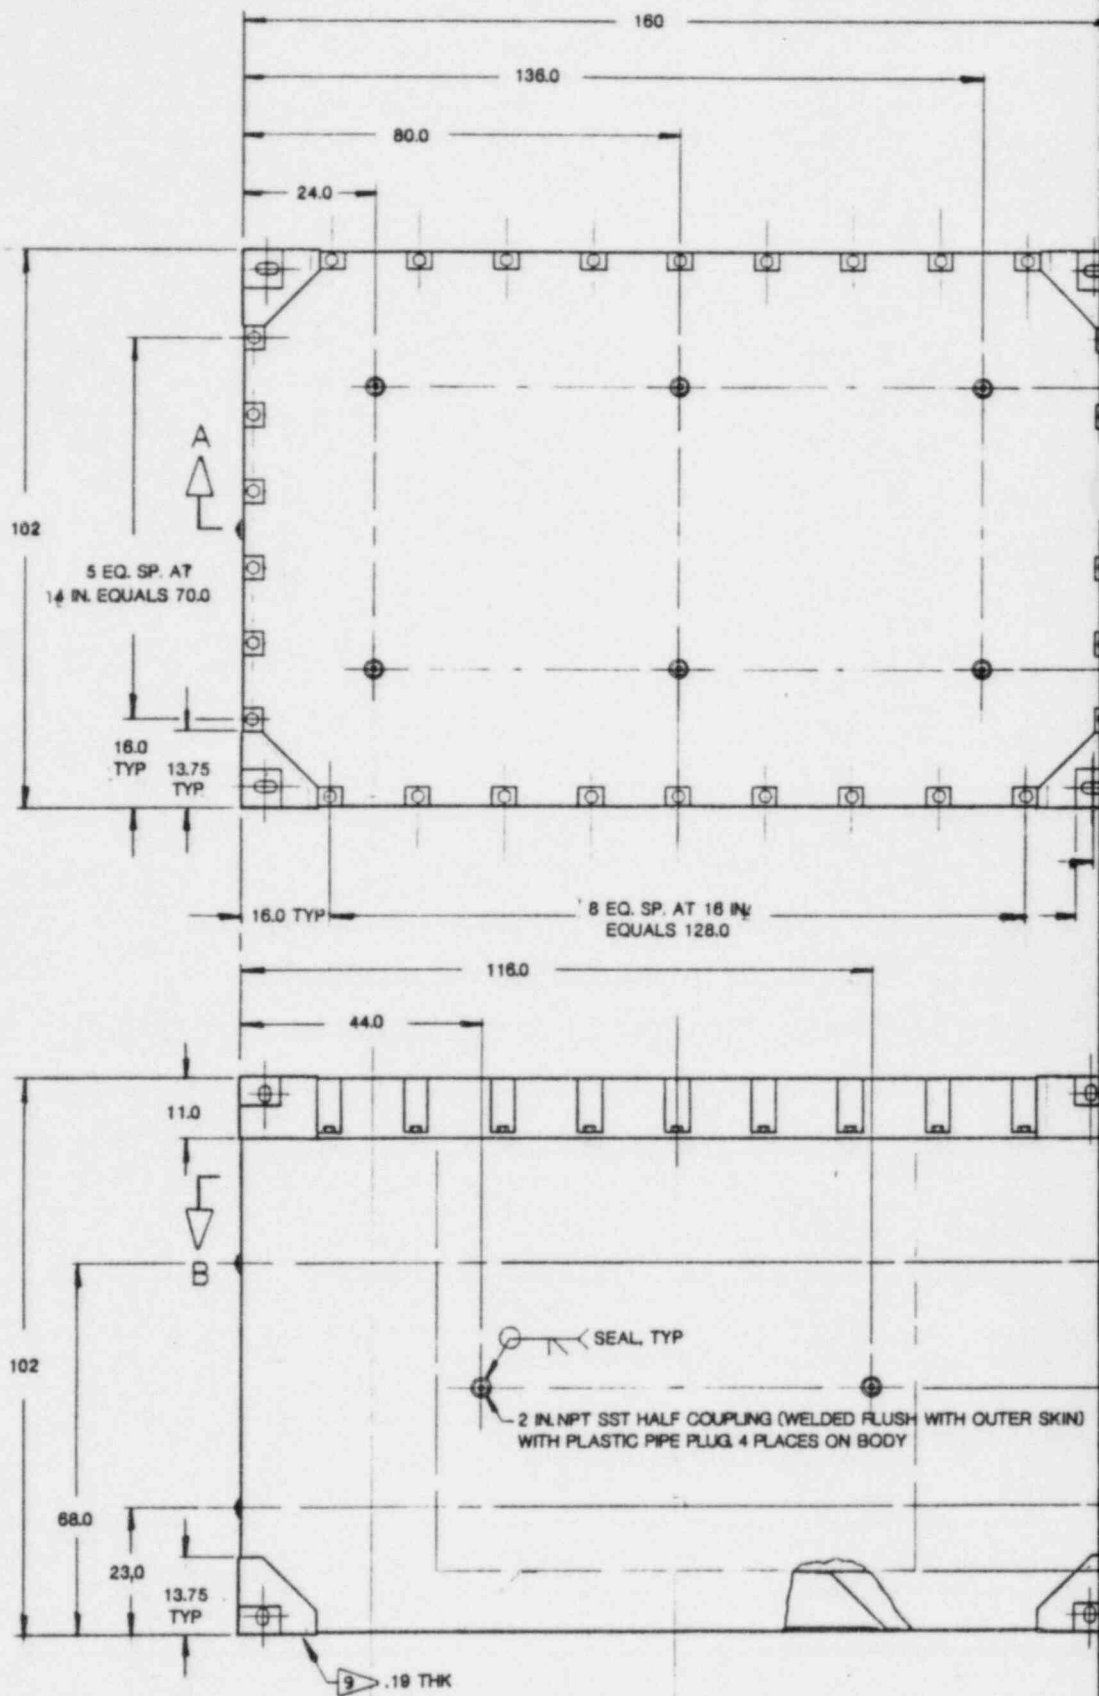 160
136.0
80.0
24.0
A
102
5 EQ. SP. AT
14 IN. EQUALS 70.0
16.0
TYP
13.75
TYP.
16.0 TYP
8 EQ. SP. AT 16 IN.
EQUALS 128.0
116.0
44.0
11.0
B
102
SEAL, TYP
2 IN. NPT SST HALF COUPLING (WELDED FLUSH WITH OUTER SKIN)
WITH PLASTIC PIPE PLUG. 4 PLACES ON BODY
68.0
23.0
13.75
TYP
9 .19 THK